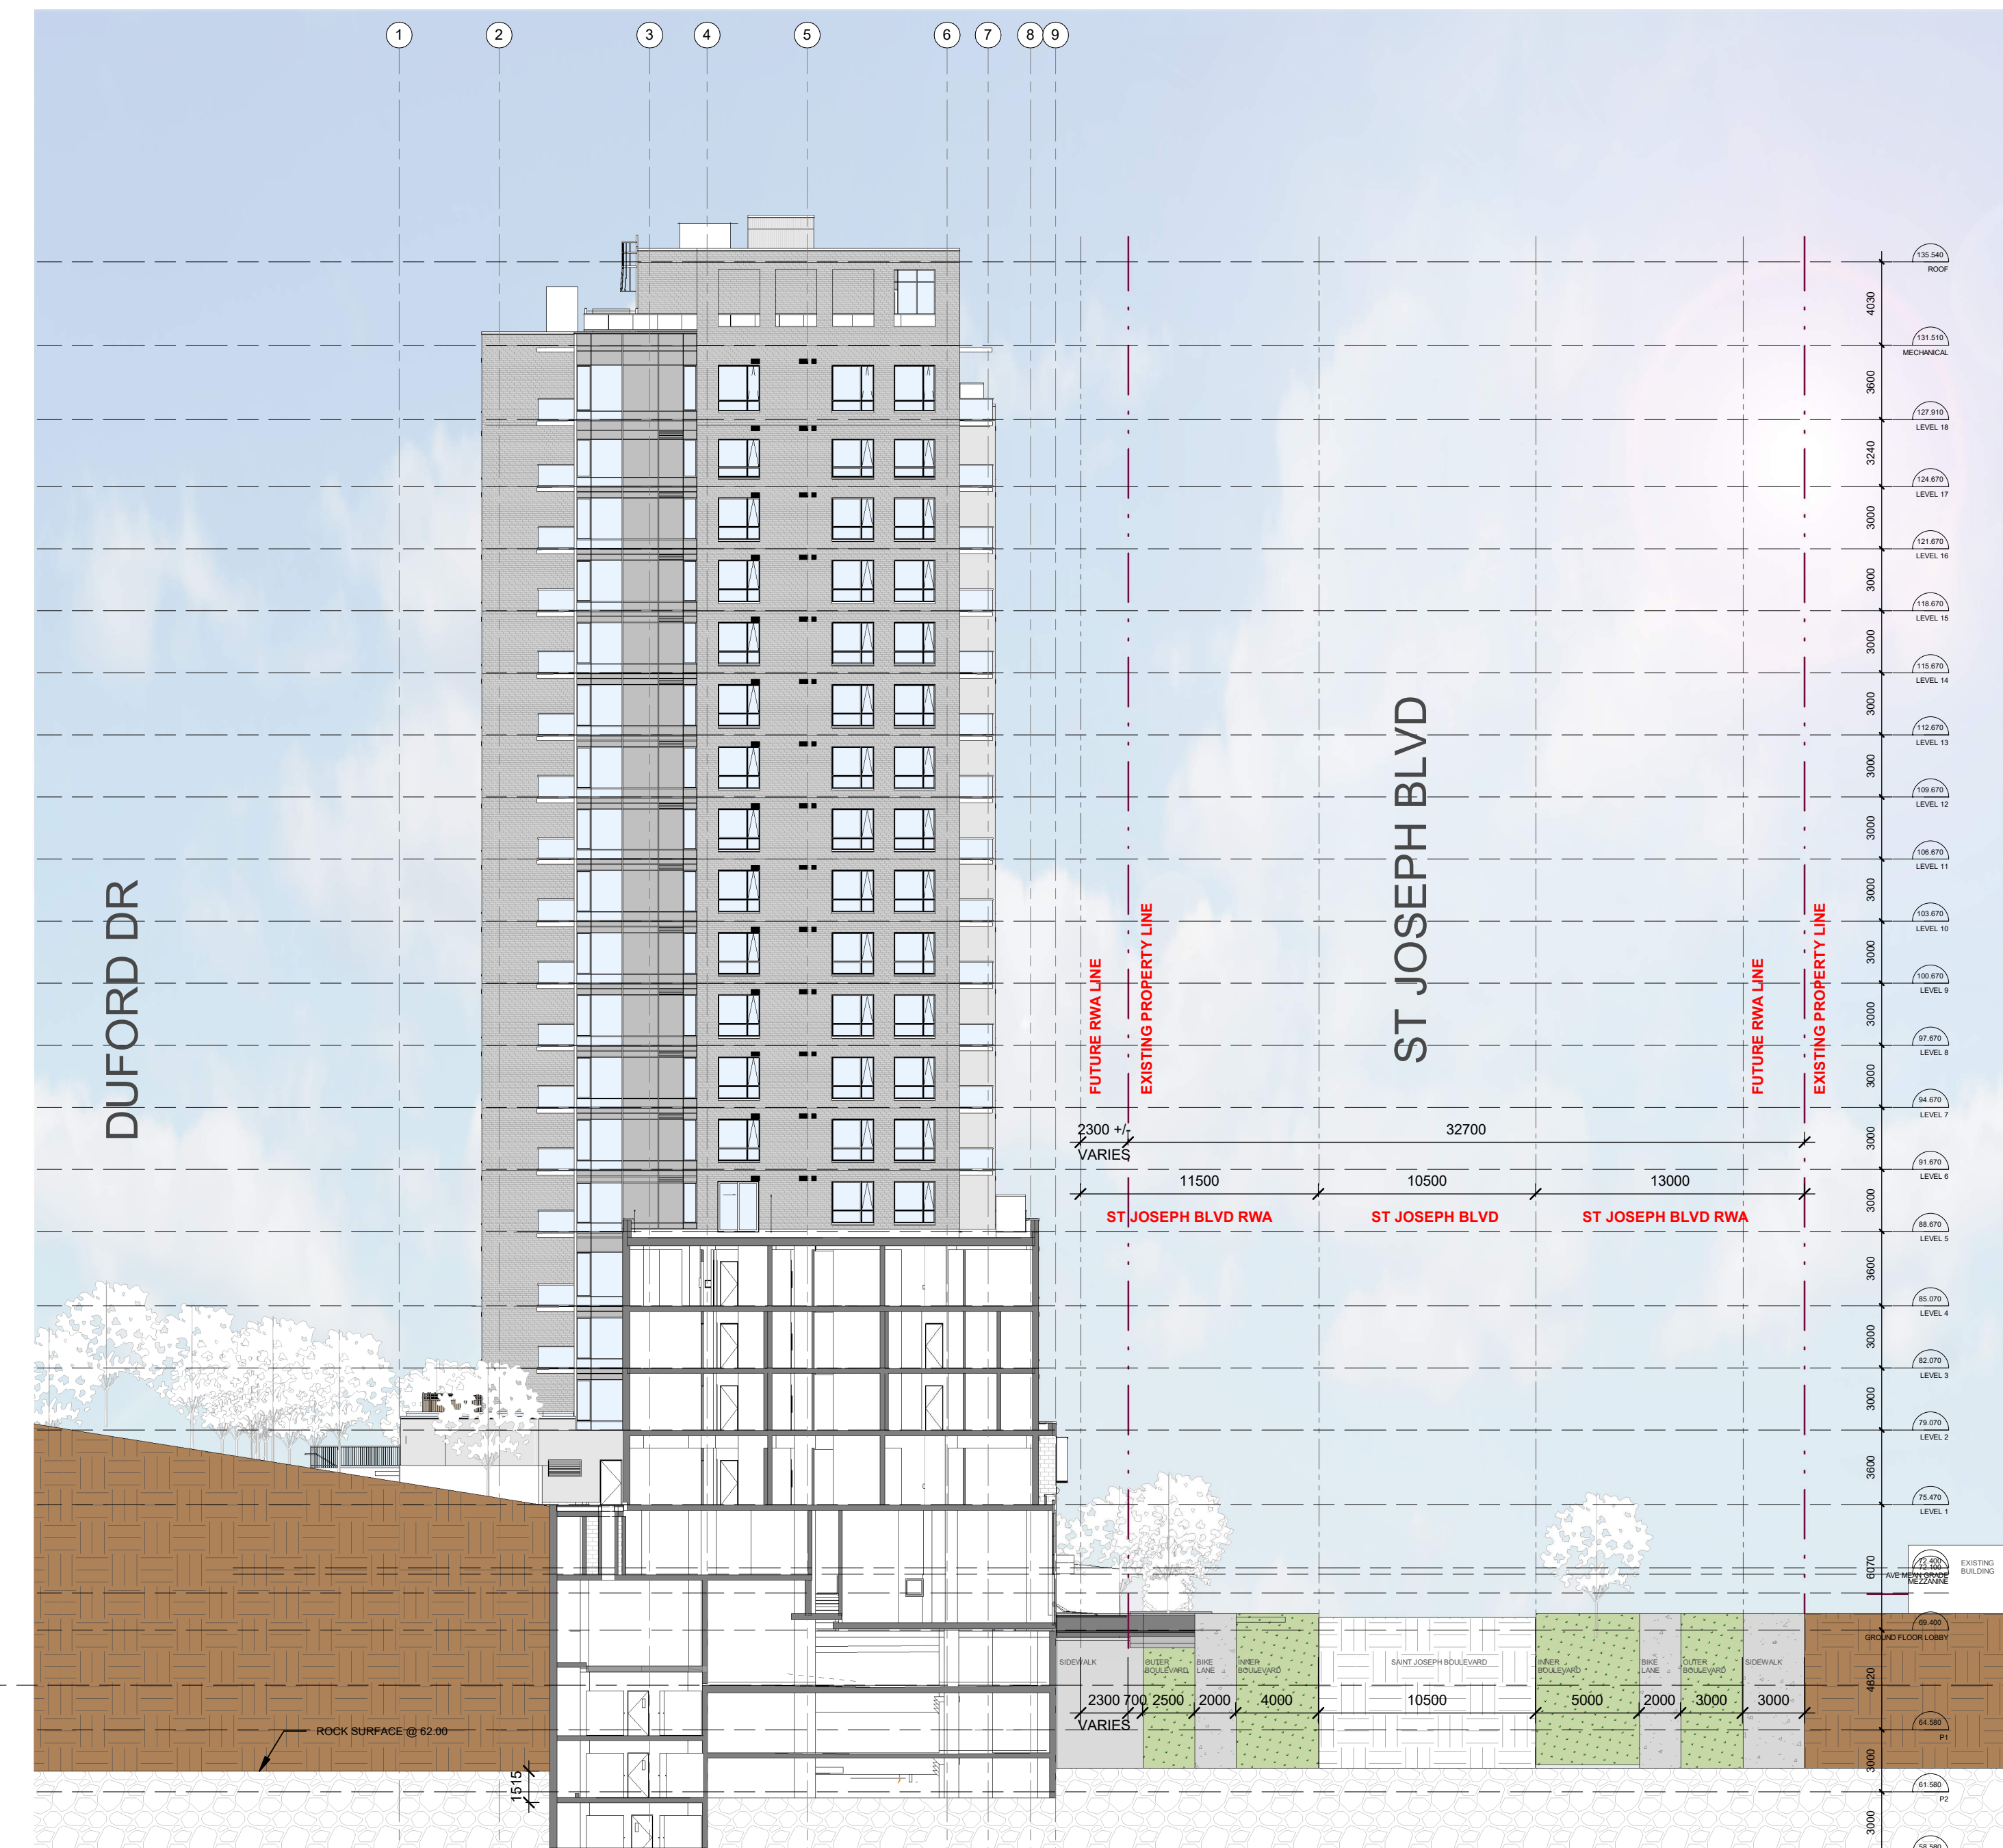 1 2 3 4 5 6 7 8 9
135.540
ROOF
4030
131.510
MECHANICAL
3600
127.910
LEVEL 18
3240
124.670
LEVEL 17
3000
121.670
LEVEL 16
3000
118.670
LEVEL 15
3000
115.670
LEVEL 14
3000
112.670
LEVEL 13
3000
109.670
LEVEL 12
3000
106.670
LEVEL 11
3000
103.670
LEVEL 10
3000
100.670
LEVEL 9
3000
97.670
LEVEL 8
3000
94.670
LEVEL 7
3000
91.670
LEVEL 6
3000
88.670
LEVEL 5
3600
85.070
LEVEL 4
3000
82.070
LEVEL 3
3000
79.070
LEVEL 2
3600
75.470
LEVEL 1
6070
72.400
72.100
AVE MEAN GRADE
MEZZANINE
EXISTING
BUILDING
69.400
GROUND FLOOR LOBBY
4820
64.580
P1
3000
61.580
P2
3000
58.580
DUFORD DR
ST JOSEPH BLVD
FUTURE RWA LINE
EXISTING PROPERTY LINE
FUTURE RWA LINE
EXISTING PROPERTY LINE
2300 +/- 32700
VARIES
11500 10500 13000
ST JOSEPH BLVD RWA ST JOSEPH BLVD ST JOSEPH BLVD RWA
SIDEWALK
OUTER
BOULEVARD
BIKE
LANE
INNER
BOULEVARD
SAINT JOSEPH BOULEVARD
INNER
BOULEVARD
BIKE
LANE
OUTER
BOULEVARD
SIDEWALK
2300 700 2500 2000 4000 10500 5000 2000 3000 3000
VARIES
ROCK SURFACE @ 62.00
1515